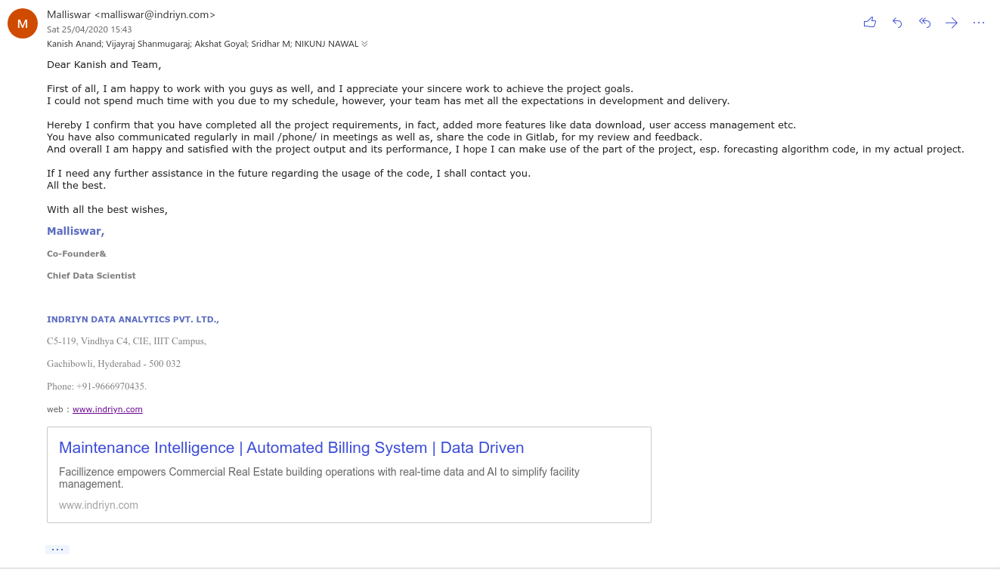 M
Malliswar <malliswar@indriyn.com>
Sat 25/04/2020 15:43
Kanish Anand; Vijayraj Shanmugaraj; Akshat Goyal; Sridhar M; NIKUNJ NAWAL
Dear Kanish and Team,
First of all, I am happy to work with you guys as well, and I appreciate your sincere work to achieve the project goals.
I could not spend much time with you due to my schedule, however, your team has met all the expectations in development and delivery.
Hereby I confirm that you have completed all the project requirements, in fact, added more features like data download, user access management etc.
You have also communicated regularly in mail /phone/ in meetings as well as, share the code in Gitlab, for my review and feedback.
And overall I am happy and satisfied with the project output and its performance, I hope I can make use of the part of the project, esp. forecasting algorithm code, in my actual project.
If I need any further assistance in the future regarding the usage of the code, I shall contact you.
All the best.
With all the best wishes,
Malliswar,
Co-Founder&
Chief Data Scientist
INDRIYN DATA ANALYTICS PVT. LTD.,
C5-119, Vindhya C4, CIE, IIIT Campus,
Gachibowli, Hyderabad - 500 032
Phone: +91-9666970435.
web : www.indriyn.com
Maintenance Intelligence | Automated Billing System | Data Driven
Facillizence empowers Commercial Real Estate building operations with real-time data and AI to simplify facility
management.
www.indriyn.com